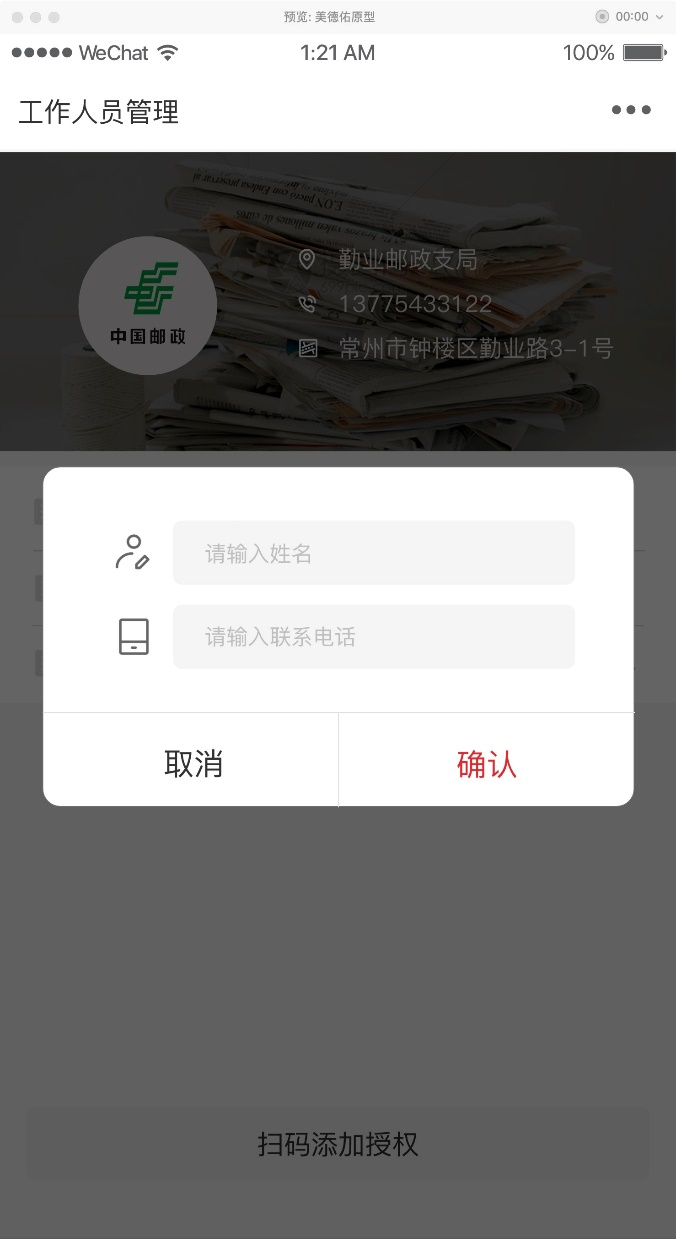 预览: 美德佑原型
00:00
WeChat
1:21 AM
100%
工作人员管理
中国邮政
勤业邮政支局
13775433122
常州市钟楼区勤业路3-1号
请输入姓名
请输入联系电话
取消
确认
扫码添加授权